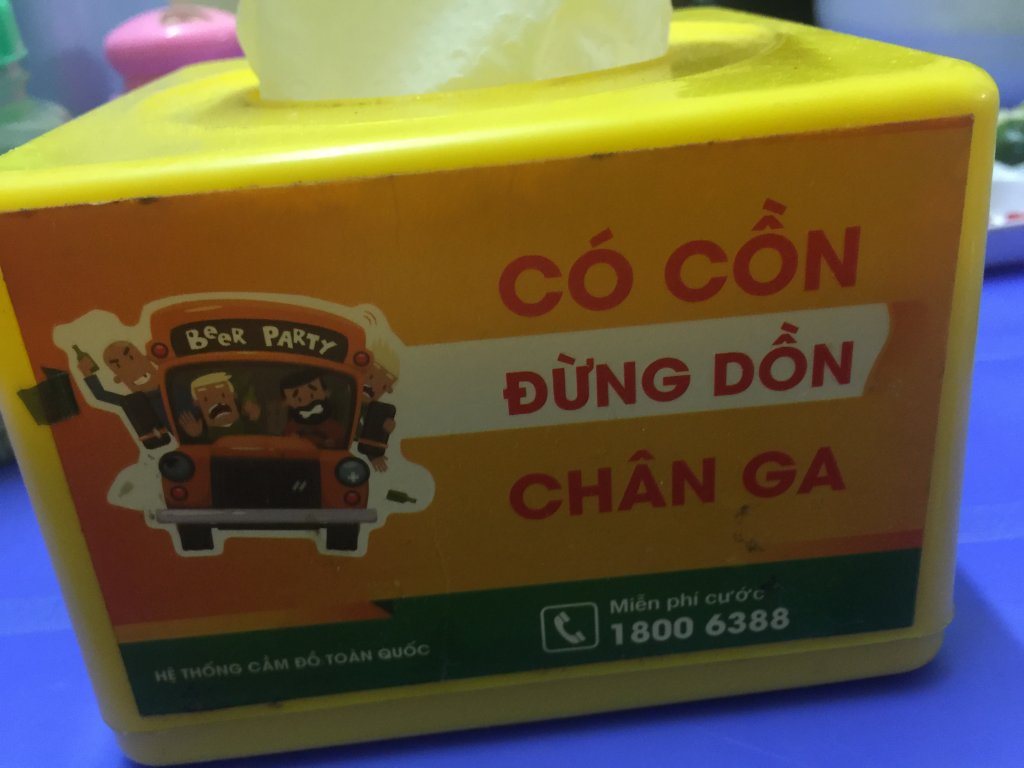 BeeR PARTY
CÓ CỒN
ĐỪNG DỒN
CHÂN GA
HỆ THỐNG CẦM ĐỒ TOÀN QUỐC
Miễn phí cước
1800 6388